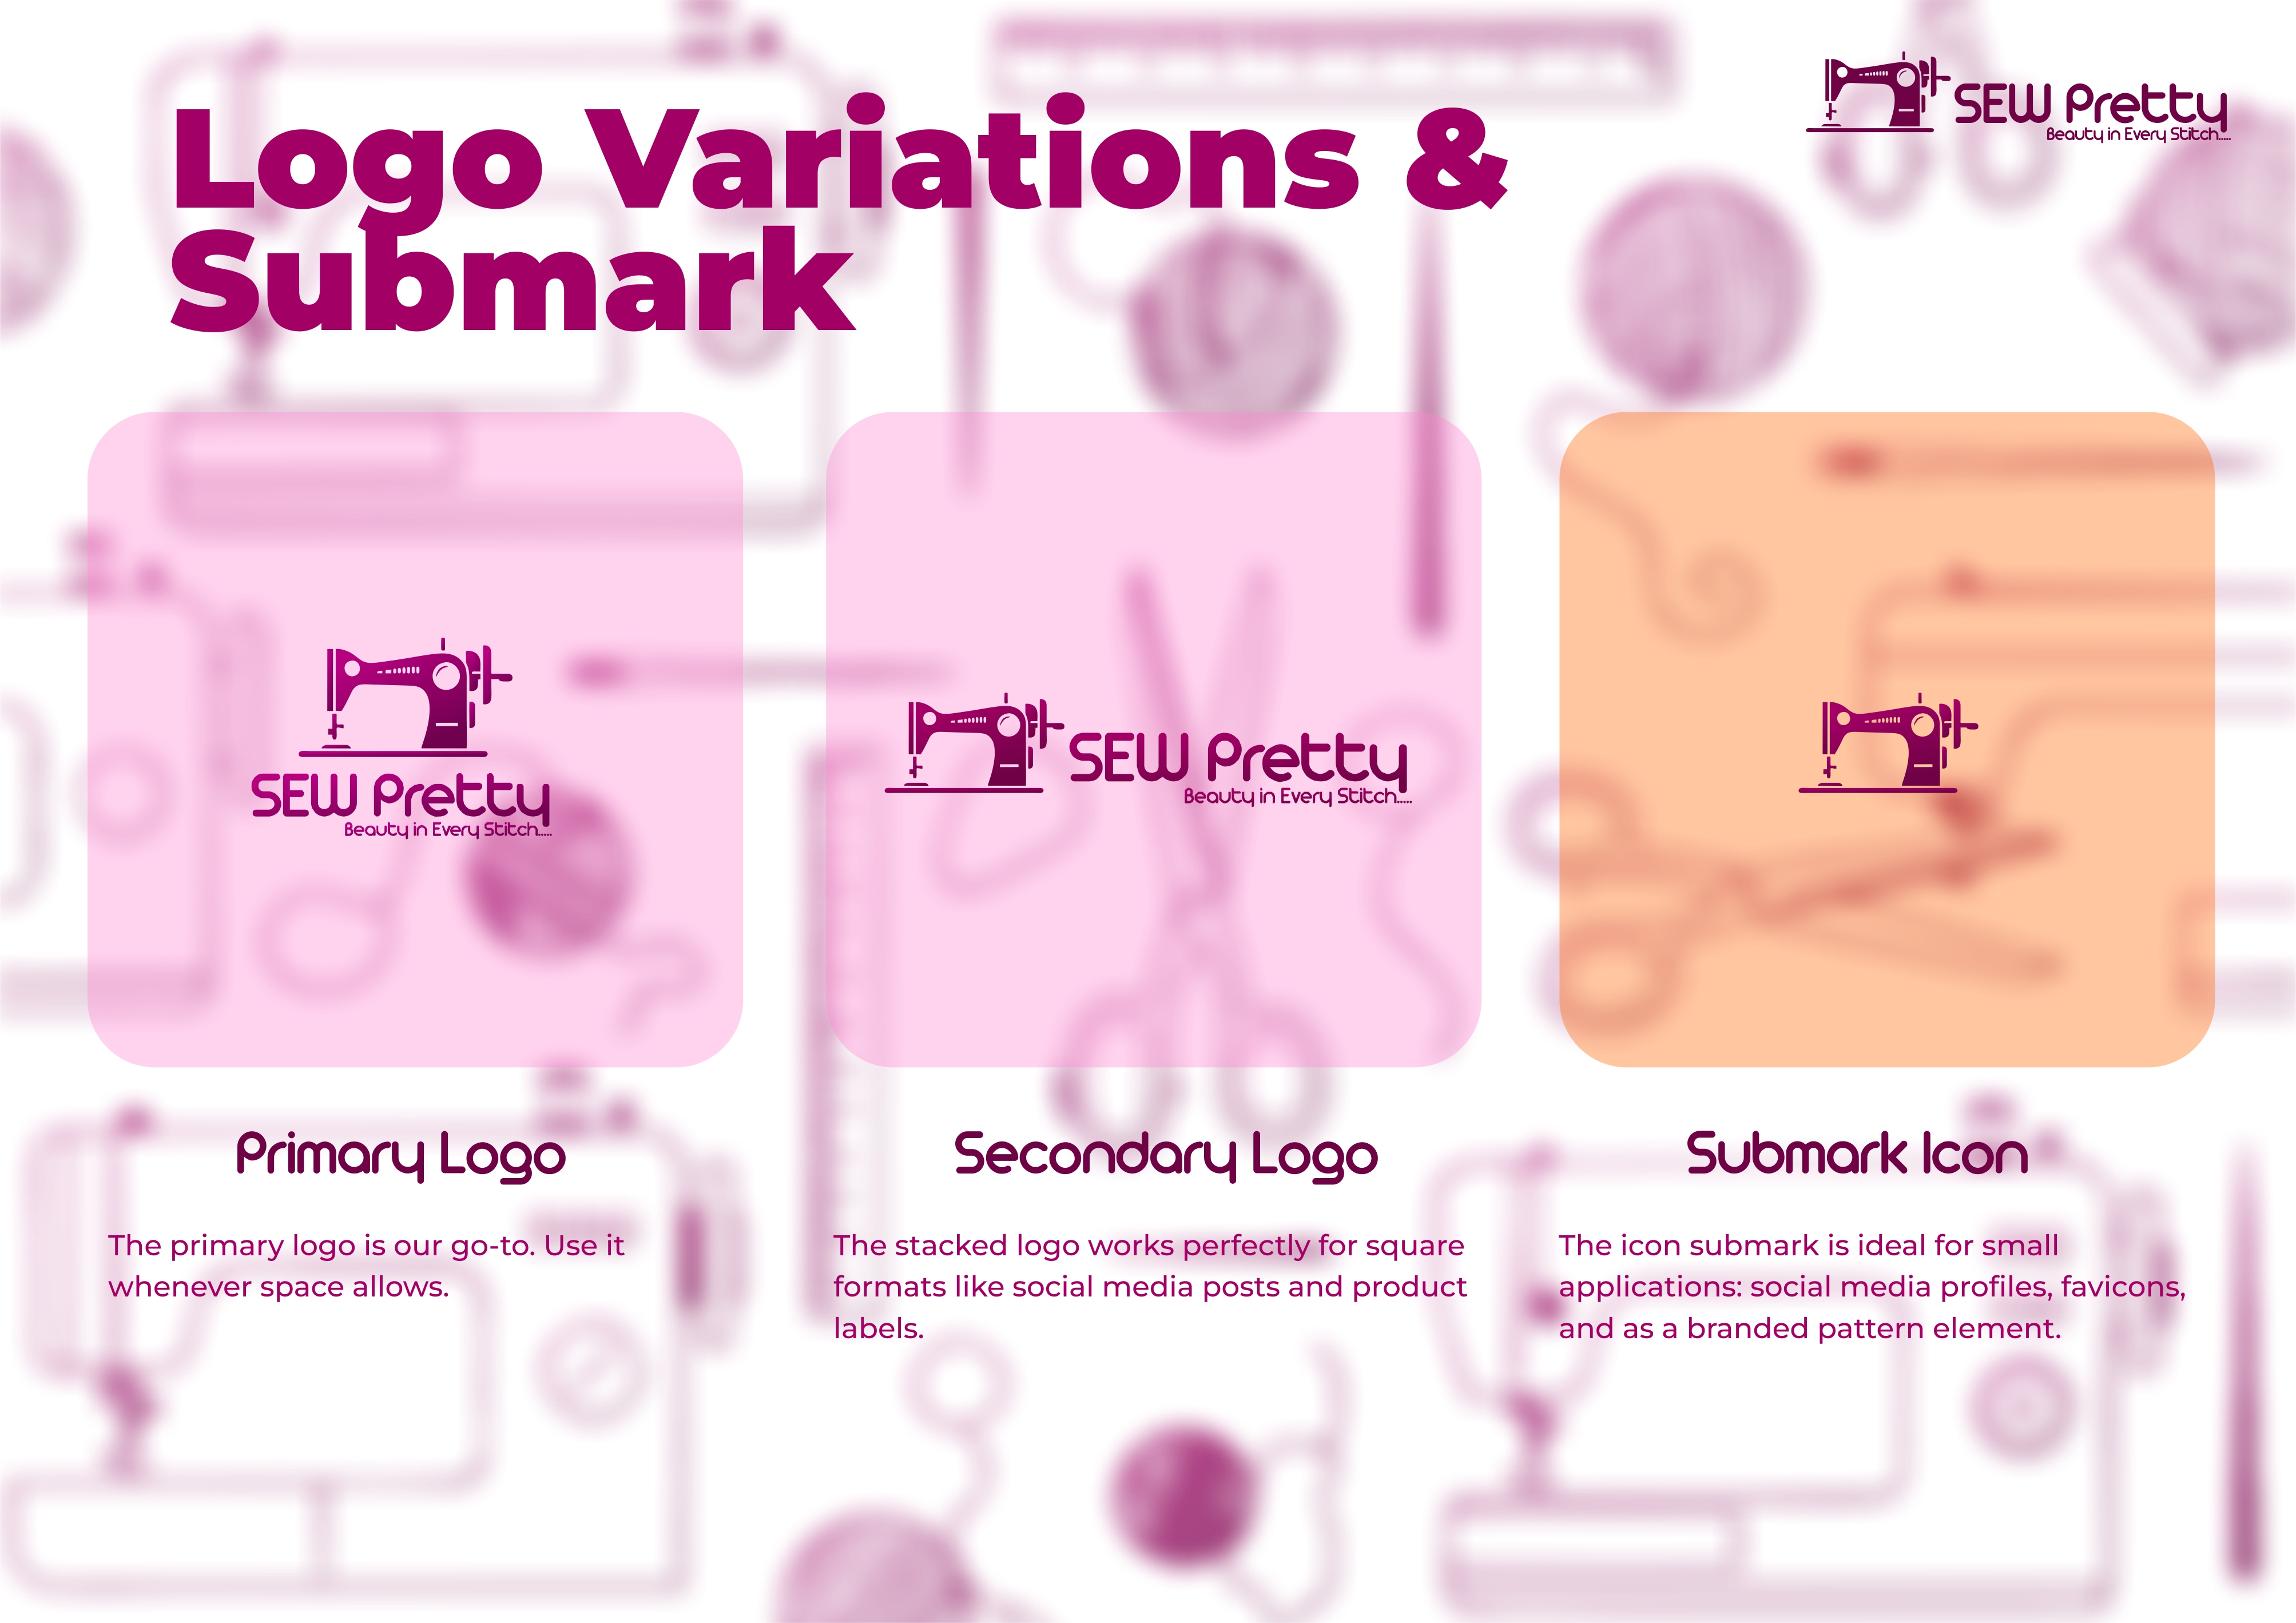 Logo Variations &
Submark
SEW Pretty
Beauty in Every Stitch.....
SEW Pretty
Beauty in Every Stitch.....
SEW Pretty
Beauty in Every Stitch.....
Primary Logo
The primary logo is our go-to. Use it
whenever space allows.
Secondary Logo
The stacked logo works perfectly for square
formats like social media posts and product
labels.
Submark Icon
The icon submark is ideal for small
applications: social media profiles, favicons,
and as a branded pattern element.